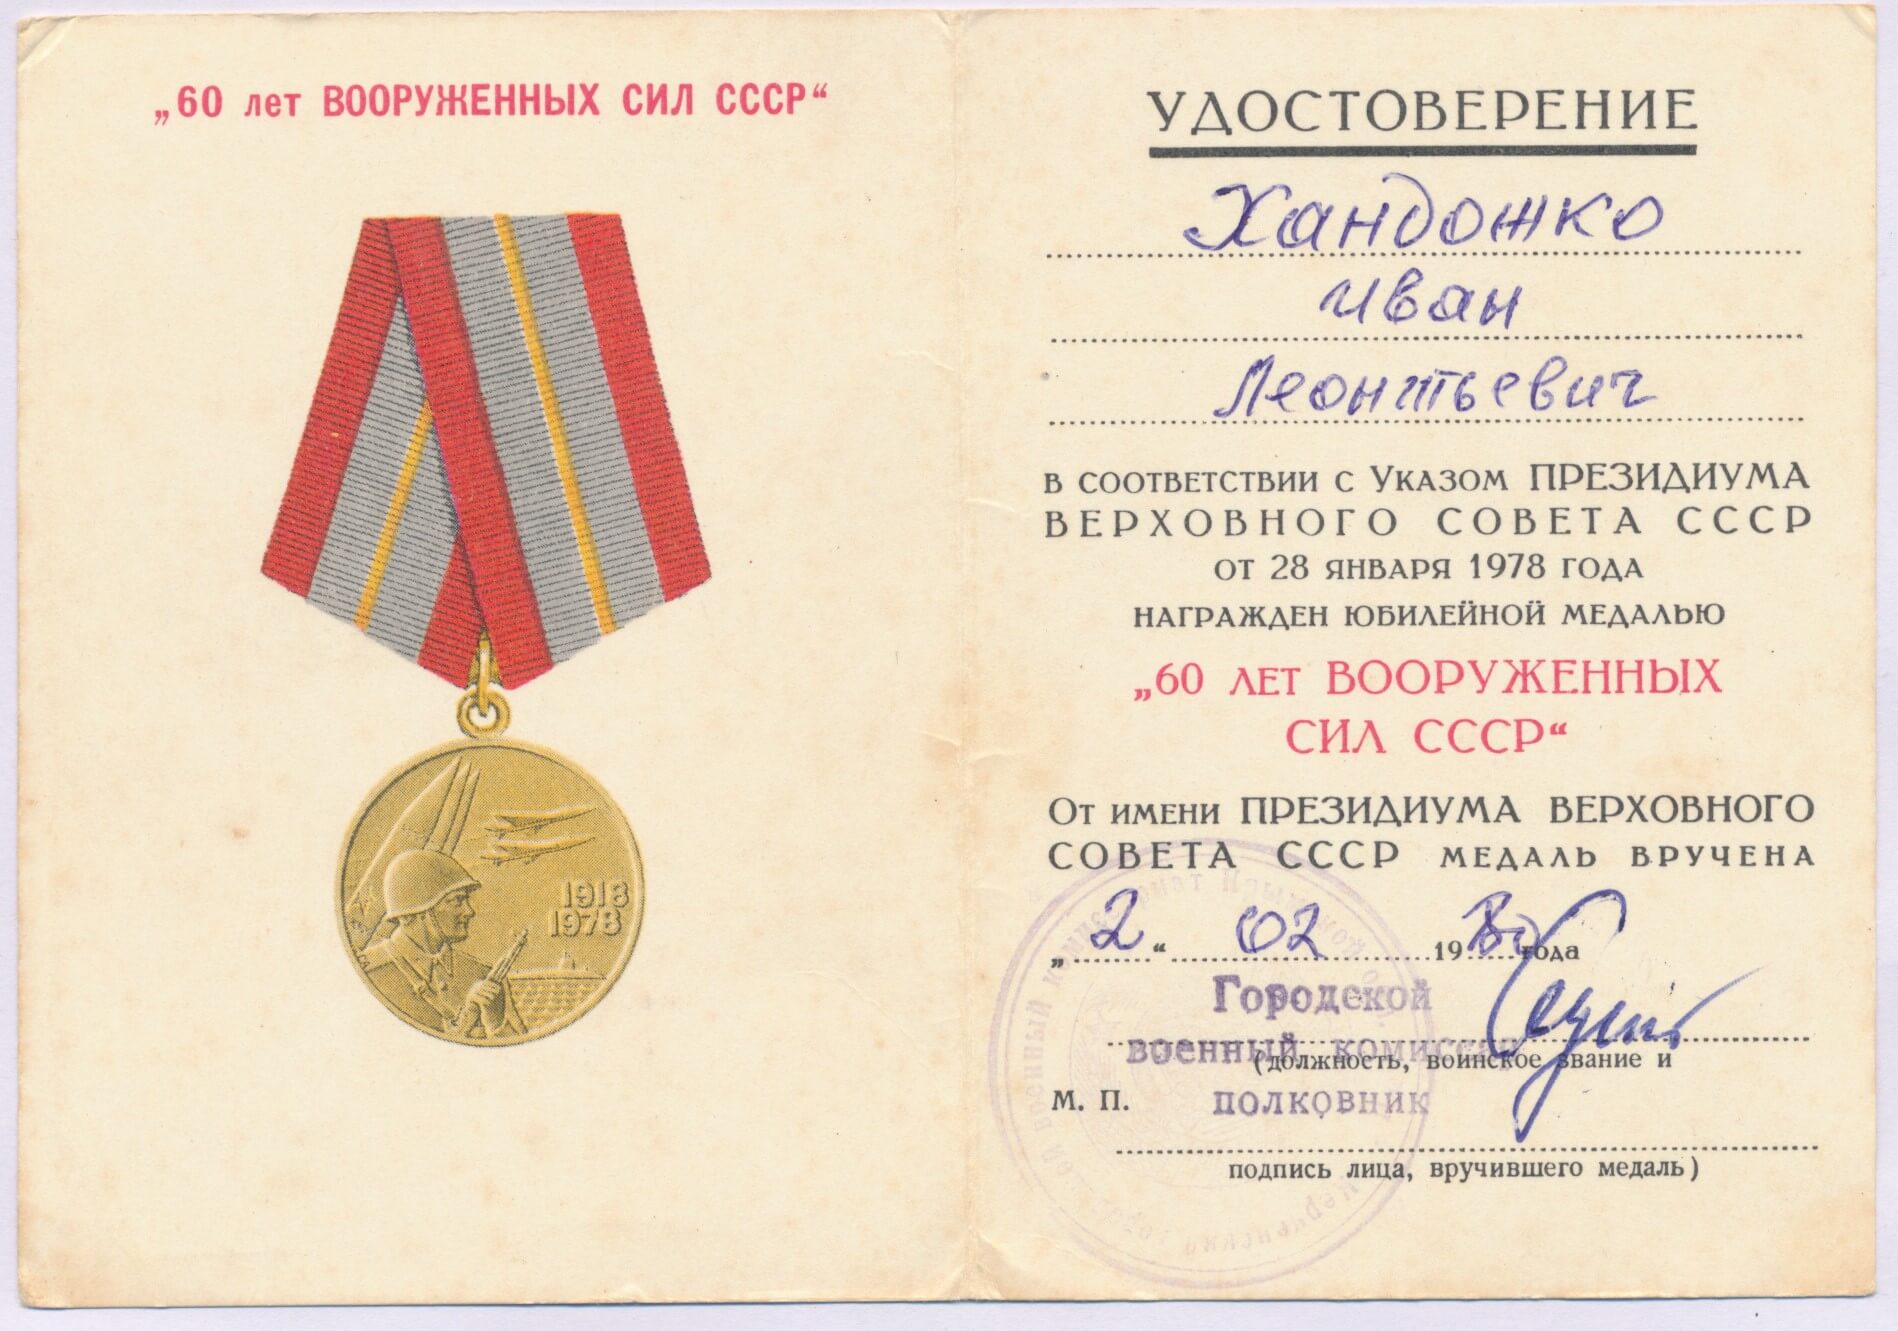 „60 лет ВООРУЖЕННЫХ СИЛ СССР“
1918
1978
УДОСТОВЕРЕНИЕ
Хандожко
Иван
Леонтьевич
в соответствии с Указом ПРЕЗИДИУМА
ВЕРХОВНОГО СОВЕТА СССР
от 28 января 1978 года
награжден юбилейной медалью
„60 лет ВООРУЖЕННЫХ
СИЛ СССР“
От имени ПРЕЗИДИУМА ВЕРХОВНОГО
СОВЕТА СССР медаль вручена
„2“ 02 1980 года
Городской
военный комиссар
(должность, воинское звание и
М. П. полковник
подпись лица, вручившего медаль)